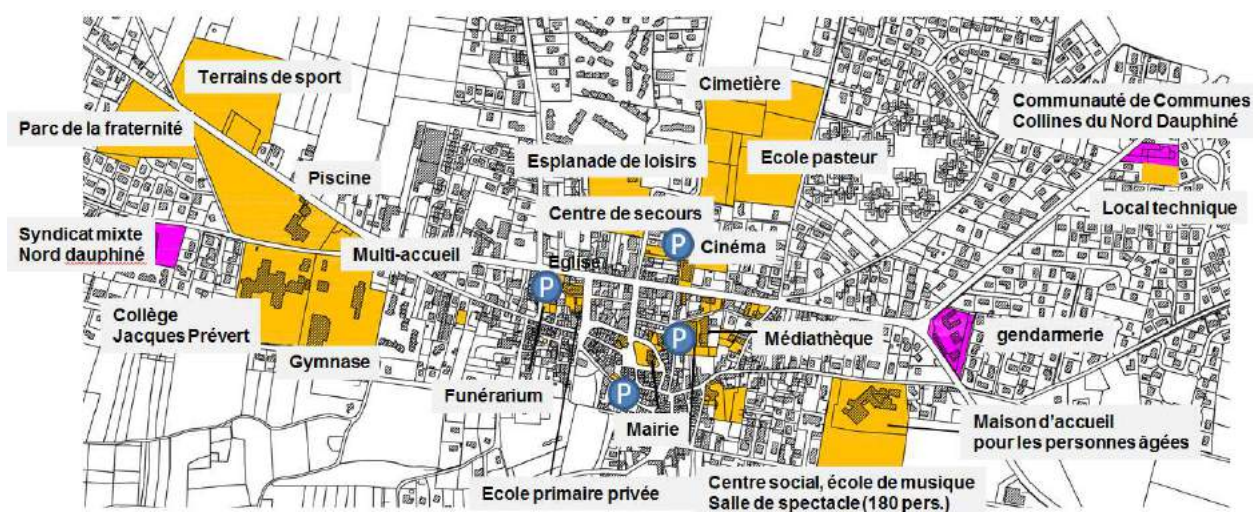 Terrains de sport
Cimetière
Communauté de Communes
Collines du Nord Dauphiné
Parc de la fraternité
Esplanade de loisirs
Ecole pasteur
Piscine
Centre de secours
Local technique
Syndicat mixte
Nord dauphiné
P
Cinéma
Multi-accueil
Eglise
P
Collège
Jacques Prévert
P
Médiathèque
gendarmerie
Gymnase
Funérarium
P
Mairie
Maison d'accueil
pour les personnes àgées
Ecole primaire privée
Centre social, école de musique
Salle de spectacle (180 pers.)